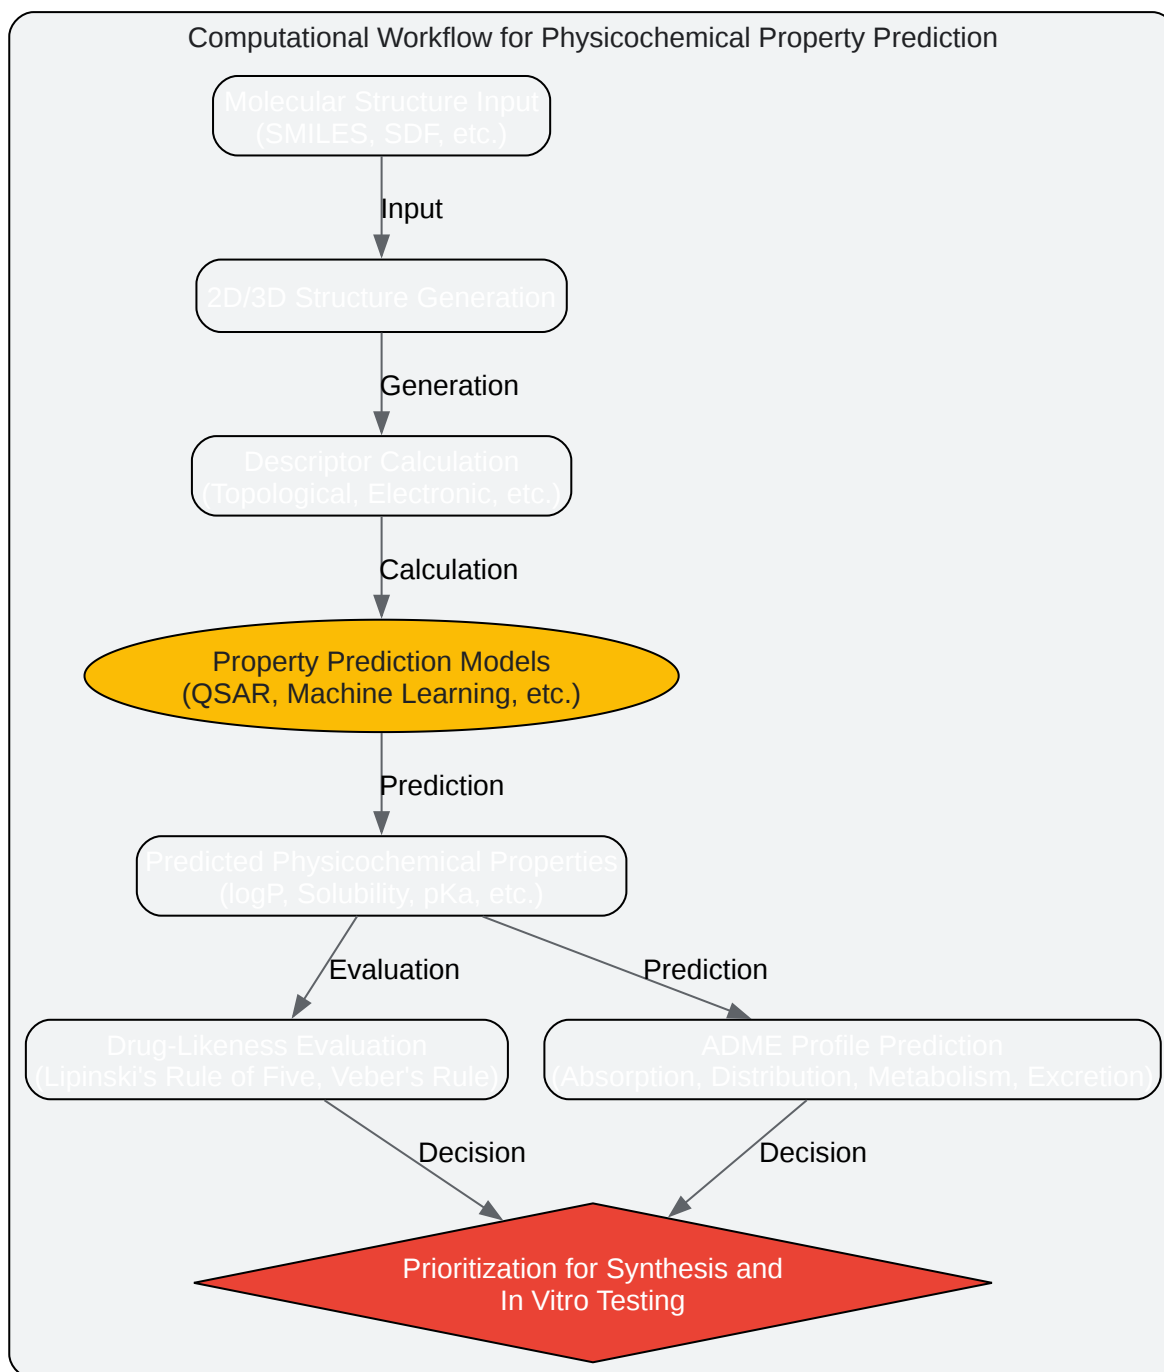 Computational Workflow for Physicochemical Property Prediction
Molecular Structure Input
(SMILES, SDF, etc.)
Input
2D/3D Structure Generation
Generation
Descriptor Calculation
(Topological, Electronic, etc.)
Calculation
Property Prediction Models
(QSAR, Machine Learning, etc.)
Prediction
Predicted Physicochemical Properties
(logP, Solubility, pKa, etc.)
Evaluation
Prediction
Drug-Likeness Evaluation
(Lipinski's Rule of Five, Veber's Rule)
ADME Profile Prediction
(Absorption, Distribution, Metabolism, Excretion)
Decision
Decision
Prioritization for Synthesis and
In Vitro Testing